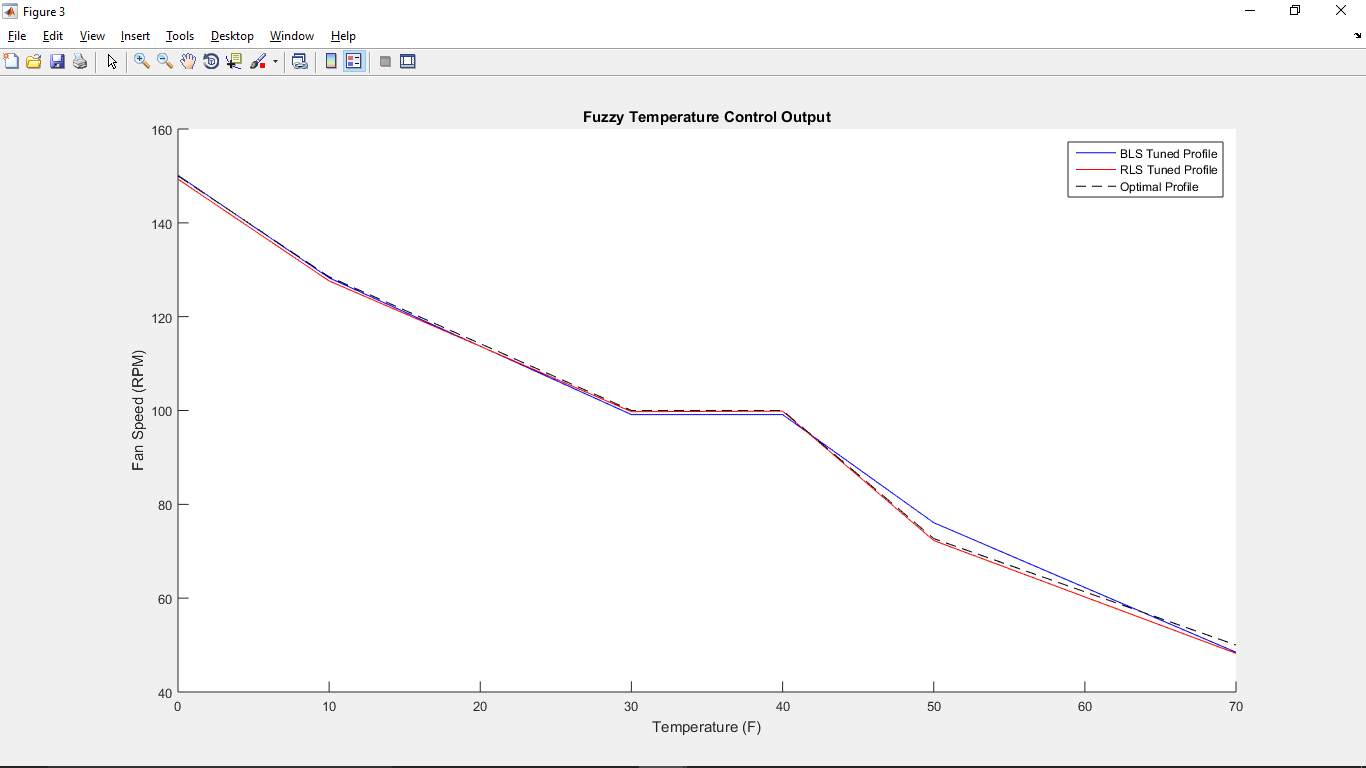 Figure 3
File Edit View Insert Tools Desktop Window Help
Fuzzy Temperature Control Output
BLS Tuned Profile
RLS Tuned Profile
Optimal Profile
160
140
120
100
80
60
40
Fan Speed (RPM)
0 10 20 30 40 50 60 70
Temperature (F)